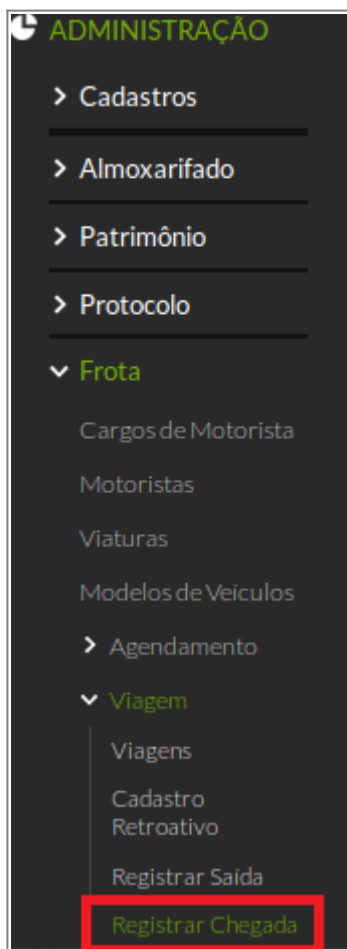 ADMINISTRAÇÃO
Cadastros
Almoxarifado
Patrimônio
Protocolo
Frota
Cargos de Motorista
Motoristas
Viaturas
Modelos de Veículos
Agendamento
Viagem
Viagens
Cadastro
Retroativo
Registrar Saída
Registrar Chegada